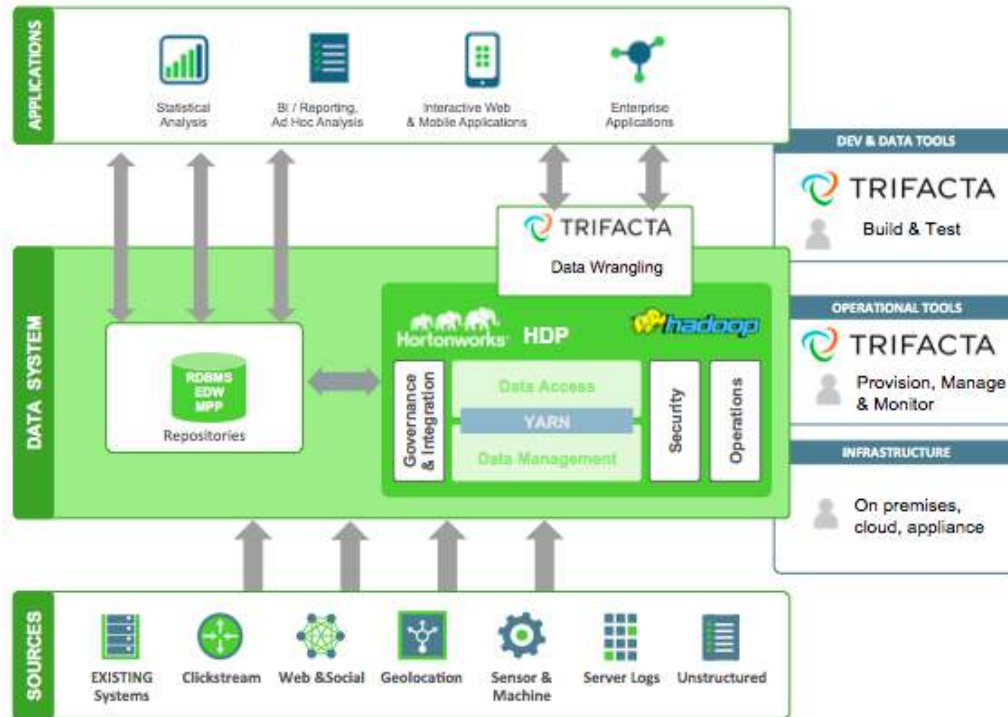 APPLICATIONS
Statistical
Analysis
BI / Reporting,
Ad Hoc Analysis
Interactive Web
& Mobile Applications
Enterprise
Applications
DEV & DATA TOOLS
TRIFACTA
Build & Test
OPERATIONAL TOOLS
TRIFACTA
Provision, Manage
& Monitor
INFRASTRUCTURE
On premises,
cloud, appliance
DATA SYSTEM
TRIFACTA
Data Wrangling
RDBMS
EDW
MPP
Repositories
Hortonworks
HDP
hadoop
Governance
& Integration
Data Access
YARN
Data Management
Security
Operations
SOURCES
EXISTING
Systems
Clickstream
Web &Social
Geolocation
Sensor &
Machine
Server Logs
Unstructured